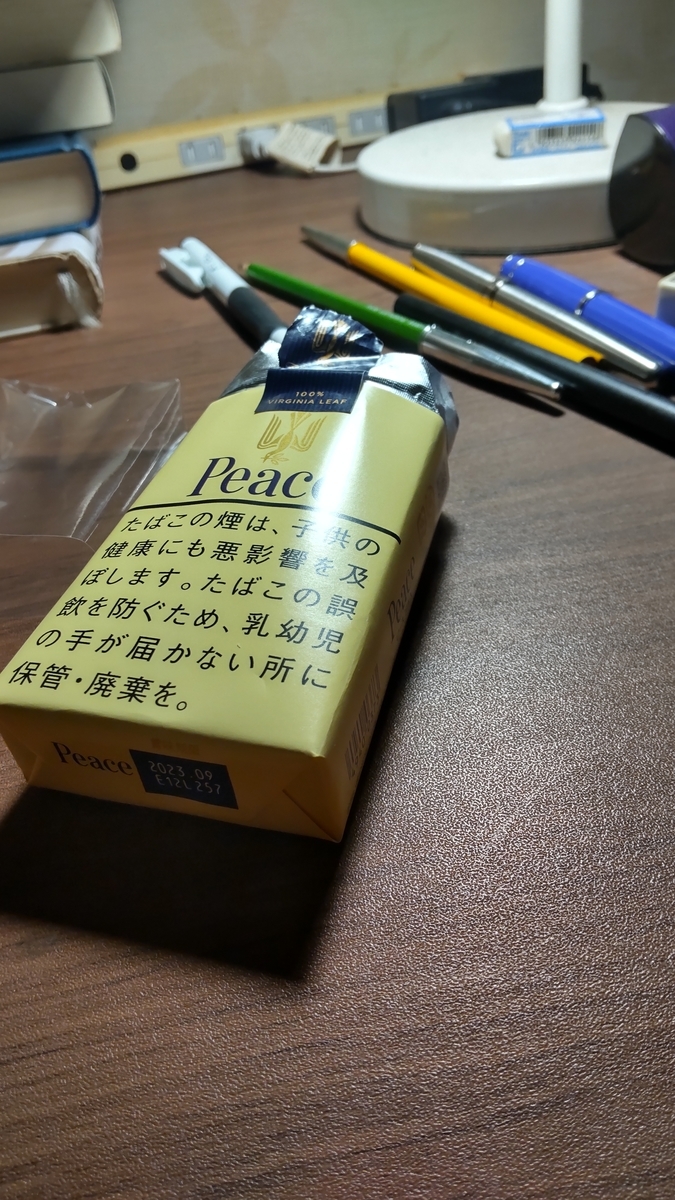 100%
VIRGINIA LEAF
Peace
たばこの煙は、子供の
健康にも悪影響を及
ぼします。たばこの誤
飲を防ぐため、乳幼児
の手が届かない所に
保管・廃棄を。
Peace
2023.09
E12L257
Peace